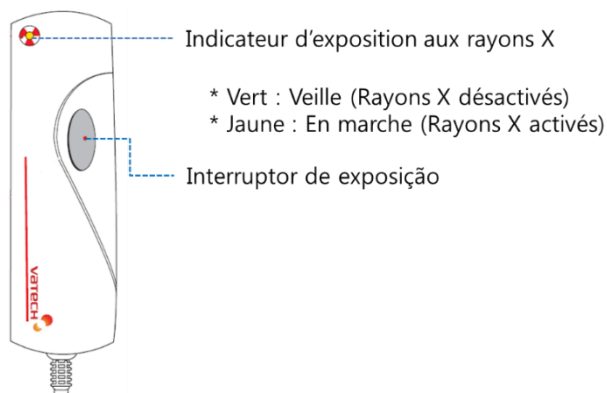 Indicateur d'exposition aux rayons X
* Vert : Veille (Rayons X désactivés)
* Jaune : En marche (Rayons X activés)
Interruptor de exposição
vatech